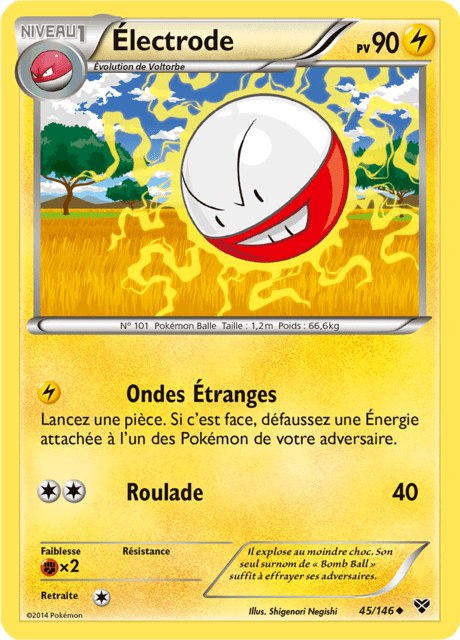 NIVEAU 1
Électrode
PV 90
Évolution de Voltorbe
N° 101 Pokémon Balle Taille : 1,2m Poids : 66,6kg
Ondes Étranges
Lancez une pièce. Si c'est face, défaussez une Énergie
attachée à l'un des Pokémon de votre adversaire.
Roulade 40
Faiblesse Résistance
×2
Retraite
Il explose au moindre choc. Son
seul surnom de « Bomb Ball »
suffit à effrayer ses adversaires.
©2014 Pokémon
Illus. Shigenori Negishi
45/146
XY